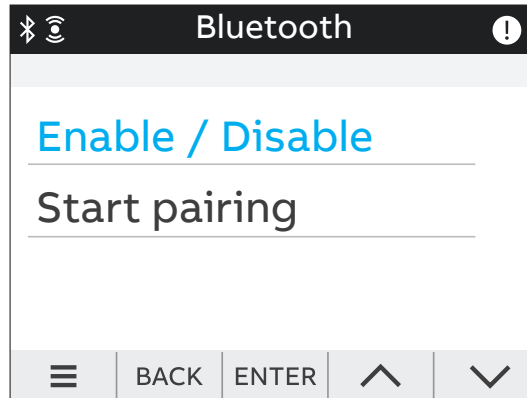 Bluetooth
!
Enable / Disable
Start pairing
BACK ENTER